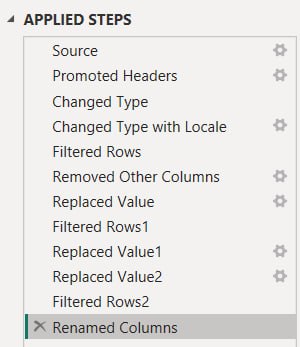 APPLIED STEPS
Source
Promoted Headers
Changed Type
Changed Type with Locale
Filtered Rows
Removed Other Columns
Replaced Value
Filtered Rows1
Replaced Value1
Replaced Value2
Filtered Rows2
Renamed Columns